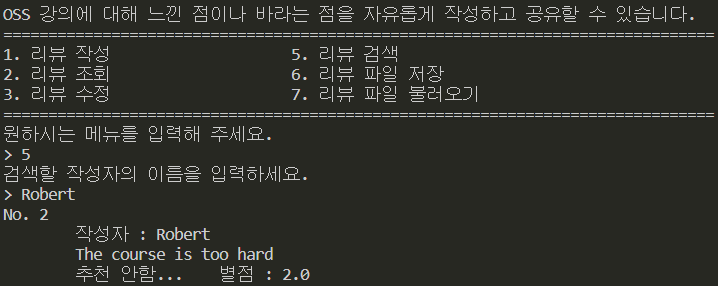 OSS 강의에 대해 느낀 점이나 바라는 점을 자유롭게 작성하고 공유할 수 있습니다.
===============================================================================
1. 리뷰 작성 5. 리뷰 검색
2. 리뷰 조회 6. 리뷰 파일 저장
3. 리뷰 수정 7. 리뷰 파일 불러오기
===============================================================================
원하시는 메뉴를 입력해 주세요.
> 5
검색할 작성자의 이름을 입력하세요.
> Robert
No. 2
작성자 : Robert
The course is too hard
추천 안함... 별점 : 2.0